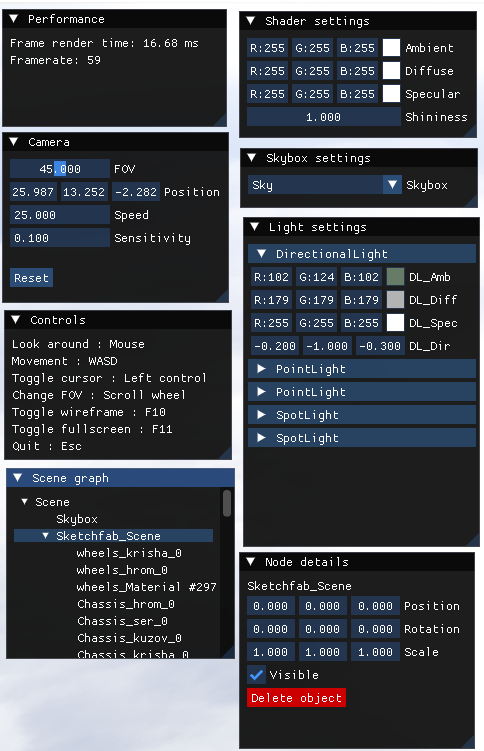 Performance
Frame render time: 16.68 ms
Framerate: 59
Camera
45.000 FOV
25.987 13.252 -2.282 Position
25.000 Speed
0.100 Sensitivity
Reset
Controls
Look around : Mouse
Movement : WASD
Toggle cursor : Left control
Change FOV : Scroll wheel
Toggle wireframe : F10
Toggle fullscreen : F11
Quit : Esc
Scene graph
Scene
Skybox
Sketchfab_Scene
wheels_krisha_0
wheels_hrom_0
wheels_Material #297
Chassis_hrom_0
Chassis_ser_0
Chassis_kuzov_0
Chassis_krisha_0
Shader settings
R:255 G:255 B:255 Ambient
R:255 G:255 B:255 Diffuse
R:255 G:255 B:255 Specular
1.000 Shininess
Skybox settings
Sky Skybox
Light settings
DirectionalLight
R:102 G:124 B:102 DL_Amb
R:179 G:179 B:179 DL_Diff
R:255 G:255 B:255 DL_Spec
-0.200 -1.000 -0.300 DL_Dir
PointLight
PointLight
SpotLight
SpotLight
Node details
Sketchfab_Scene
0.000 0.000 0.000 Position
0.000 0.000 0.000 Rotation
1.000 1.000 1.000 Scale
Visible
Delete object